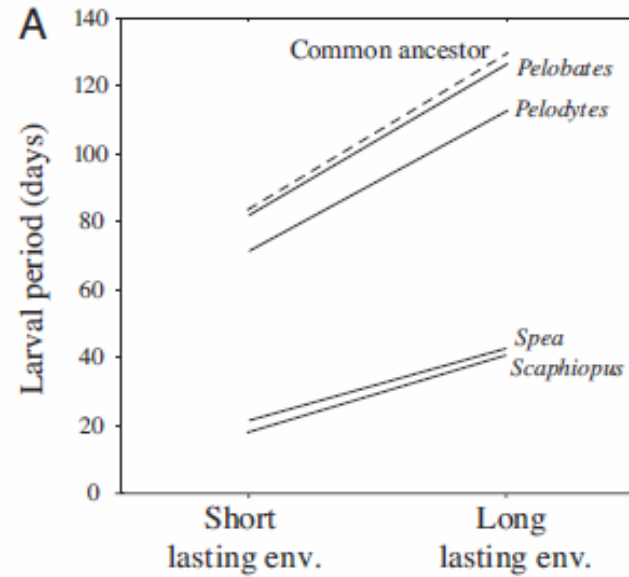 A
140
120
100
80
60
40
20
0
Larval period (days)
Common ancestor
Pelobates
Pelodytes
Spea
Scaphiopus
Short
lasting env.
Long
lasting env.